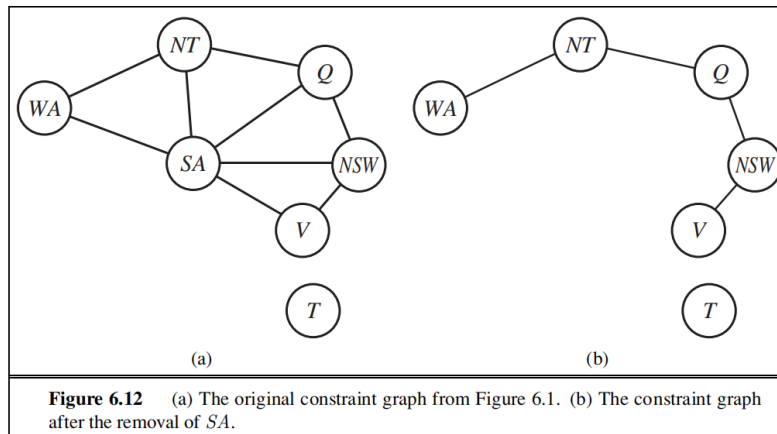 NT
NT
Q
Q
WA
WA
SA
NSW
NSW
V
V
T
T
(a)
(b)
Figure 6.12 (a) The original constraint graph from Figure 6.1. (b) The constraint graph
after the removal of SA.